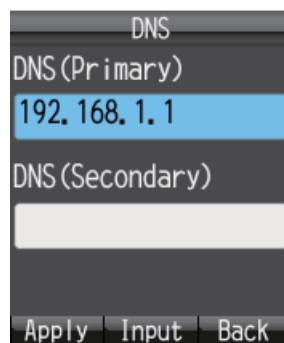 DNS
DNS(Primary)
192.168.1.1
DNS(Secondary)
Apply Input Back